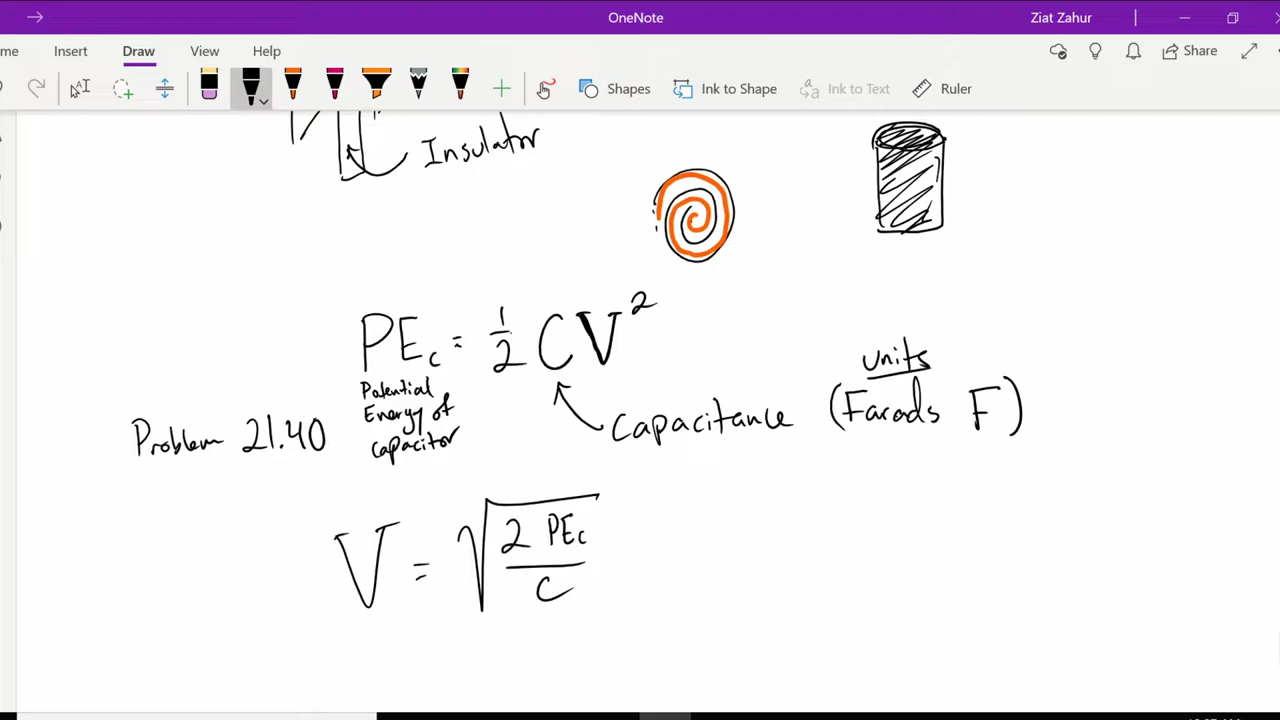 OneNote
Ziat Zahur
me Insert Draw View Help
Share
Shapes
Ink to Shape
Ink to Text
Ruler
Insulator
PEc = 1/2 CV²
Potential
Energy of
capacitor
units
Capacitance (Farads F)
Problem 21.40
V = √(2 PEc / C)